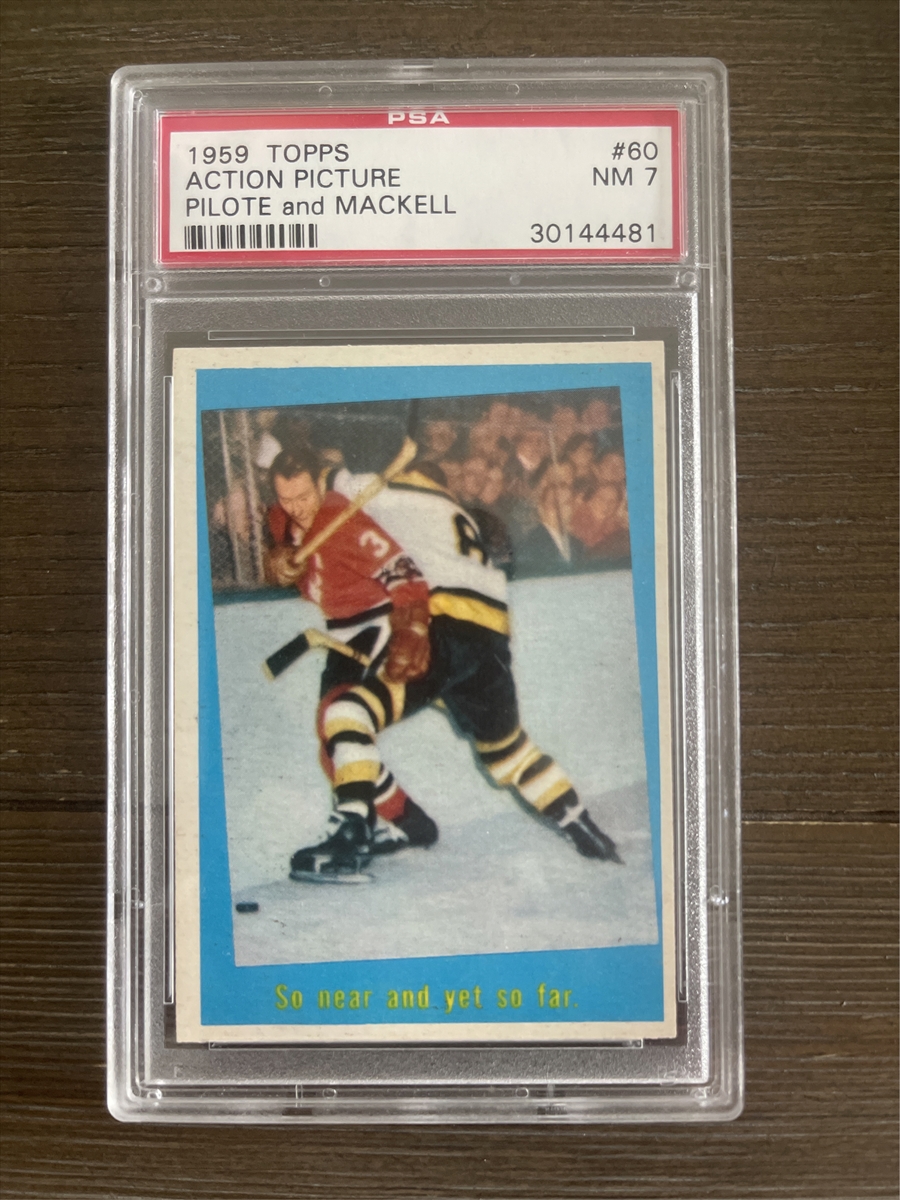 PSA
1959 TOPPS #60
ACTION PICTURE NM 7
PILOTE and MACKELL
30144481
3
So near and yet so far.